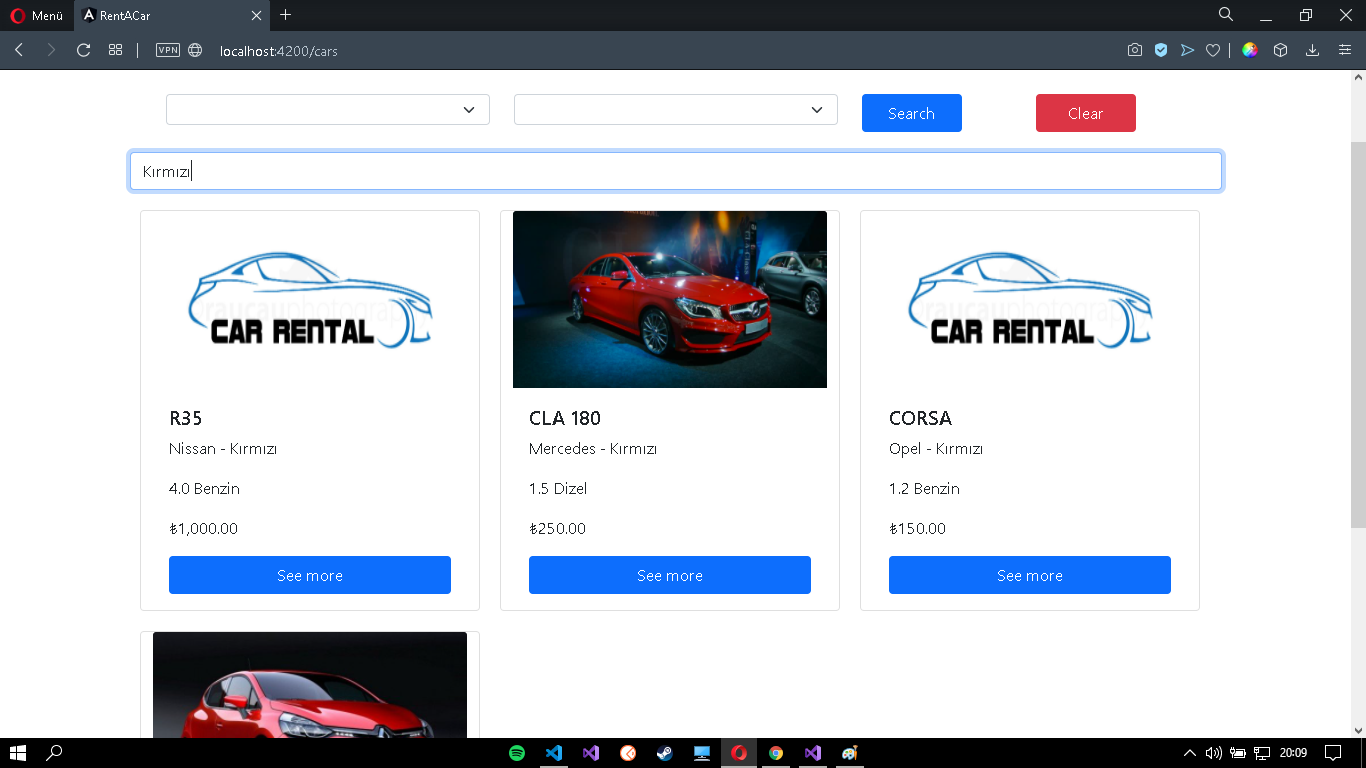 Menü
RentACar
VPN
localhost:4200/cars
Search
Clear
Kırmızı
CAR RENTAL
CAR RENTAL
R35
CLA 180
CORSA
Nissan - Kırmızı
Mercedes - Kırmızı
Opel - Kırmızı
4.0 Benzin
1.5 Dizel
1.2 Benzin
₺1,000.00
₺250.00
₺150.00
See more
See more
See more
20:09